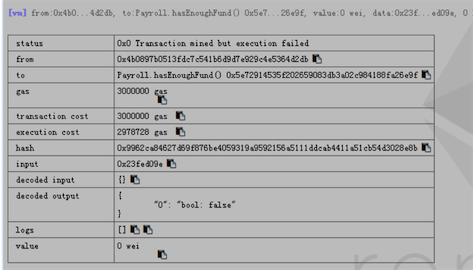 [vm] from:0x4b0...4d2db, to:Payroll.hasEnoughFund() 0x5e7...26e9f, value:0 wei, data:0x23f...ed09e, 0
status 0x0 Transaction mined but execution failed
from 0x4b0897b0513fdc7c541b6d9d7e929c4e5364d2db
to Payroll.hasEnoughFund() 0x5e72914535f202659083db3a02c984188fa26e9f
gas 3000000 gas
transaction cost 3000000 gas
execution cost 2978728 gas
hash 0x9962ca84627d69f876be4059319a9592156a5111ddcab4411a51cb54d3028e8b
input 0x23fed09e
decoded input {}
decoded output {
"0": "bool: false"
}
logs []
value 0 wei